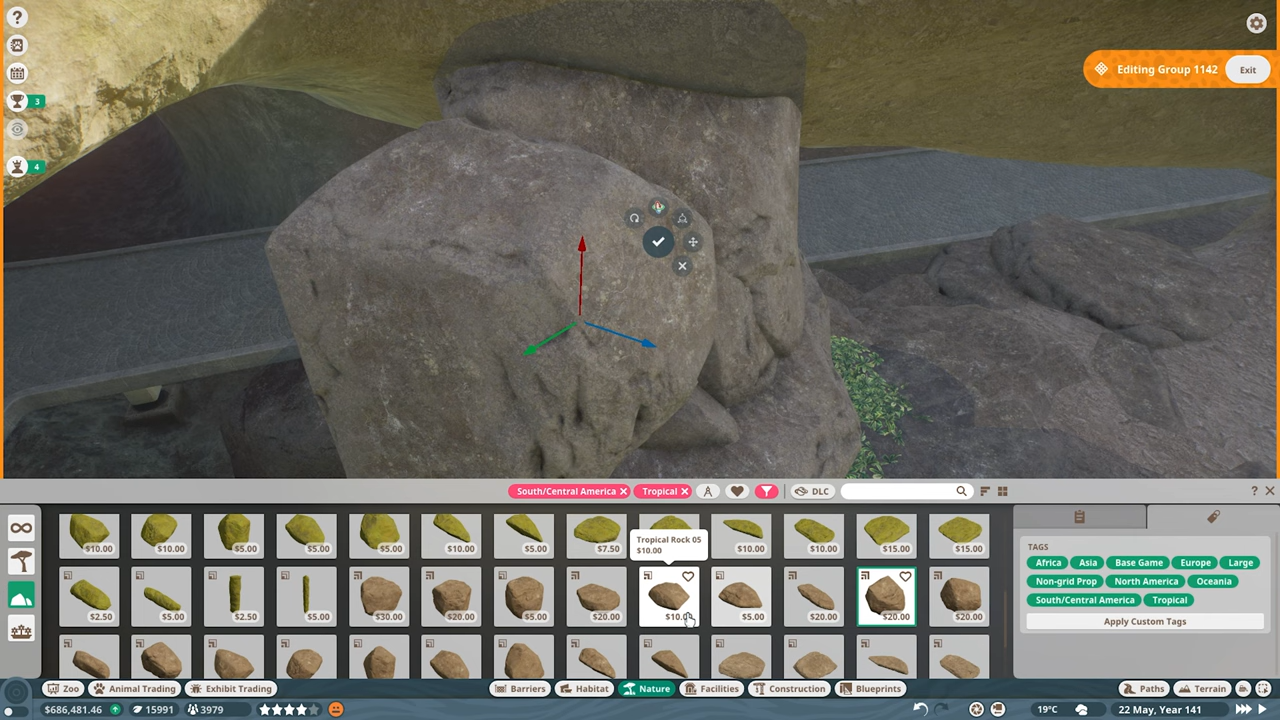 ?
3
4
Editing Group 1142
Exit
South/Central America ✕
Tropical ✕
DLC
? ✕
$10.00 $10.00 $5.00 $5.00 $5.00 $10.00 $5.00 $7.50 $10.00 $10.00 $15.00 $15.00
Tropical Rock 05
$10.00
$2.50 $5.00 $2.50 $5.00 $30.00 $20.00 $5.00 $20.00 $10.00 $5.00 $20.00 $20.00 $20.00
TAGS
Africa Asia Base Game Europe Large
Non-grid Prop North America Oceania
South/Central America Tropical
Apply Custom Tags
Zoo Animal Trading Exhibit Trading Barriers Habitat Nature Facilities Construction Blueprints Paths Terrain
$686,481.46 15991 3979 19°C 22 May, Year 141